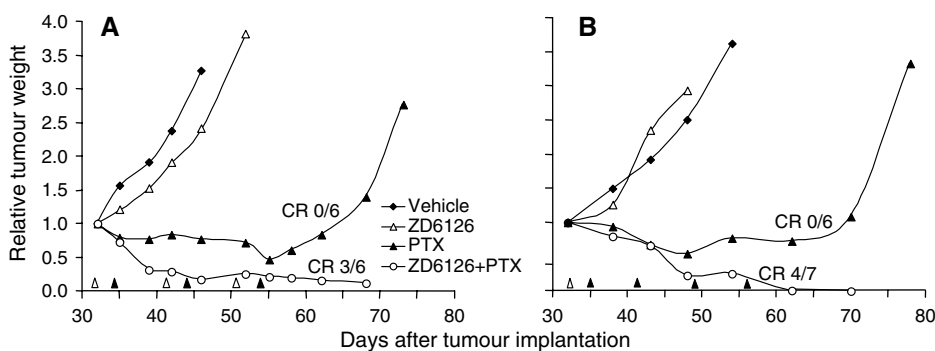 A
B
Relative tumour weight
4.0
3.5
3.0
2.5
2.0
1.5
1.0
0.5
0.0
CR 0/6
CR 3/6
Vehicle
ZD6126
PTX
ZD6126+PTX
CR 0/6
CR 4/7
30 40 50 60 70 80
30 40 50 60 70 80
Days after tumour implantation